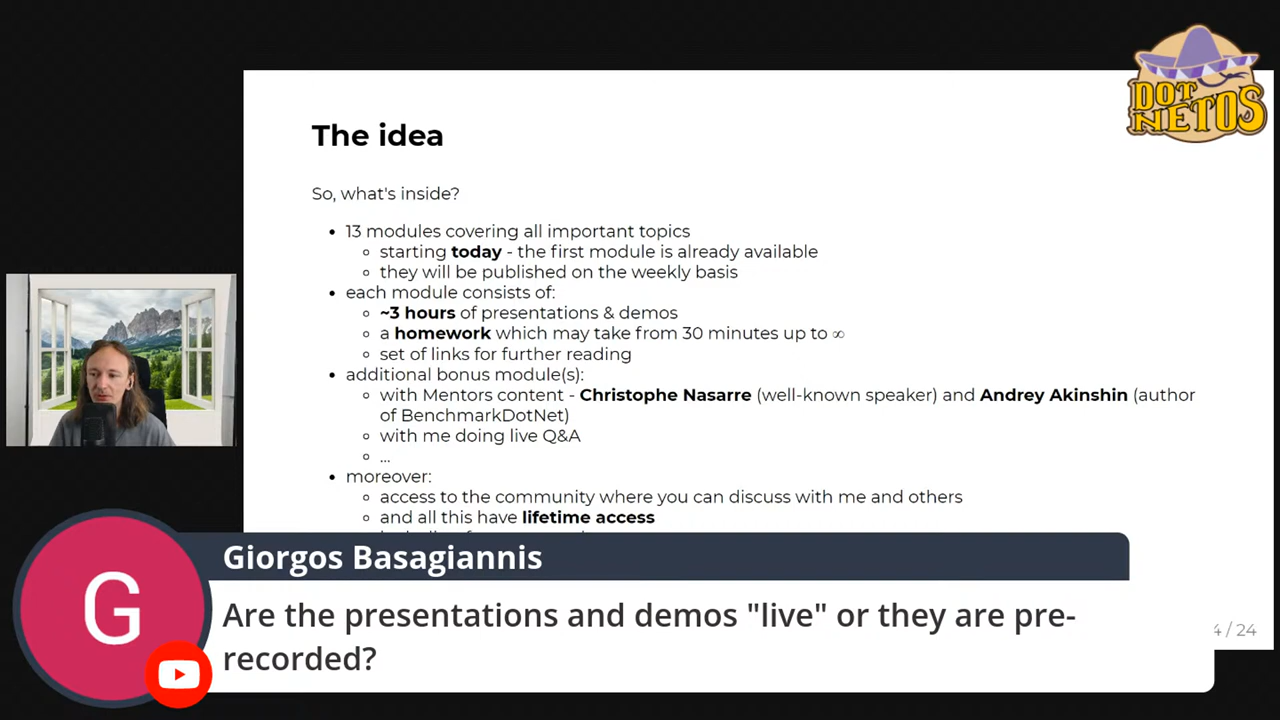 DOT
NETOS
The idea
So, what's inside?
• 13 modules covering all important topics
◦ starting today - the first module is already available
◦ they will be published on the weekly basis
• each module consists of:
◦ ~3 hours of presentations & demos
◦ a homework which may take from 30 minutes up to ∞
◦ set of links for further reading
• additional bonus module(s):
◦ with Mentors content - Christophe Nasarre (well-known speaker) and Andrey Akinshin (author
of BenchmarkDotNet)
◦ with me doing live Q&A
◦ ...
• moreover:
◦ access to the community where you can discuss with me and others
◦ and all this have lifetime access
G
Giorgos Basagiannis
Are the presentations and demos "live" or they are pre-
recorded?
4 / 24